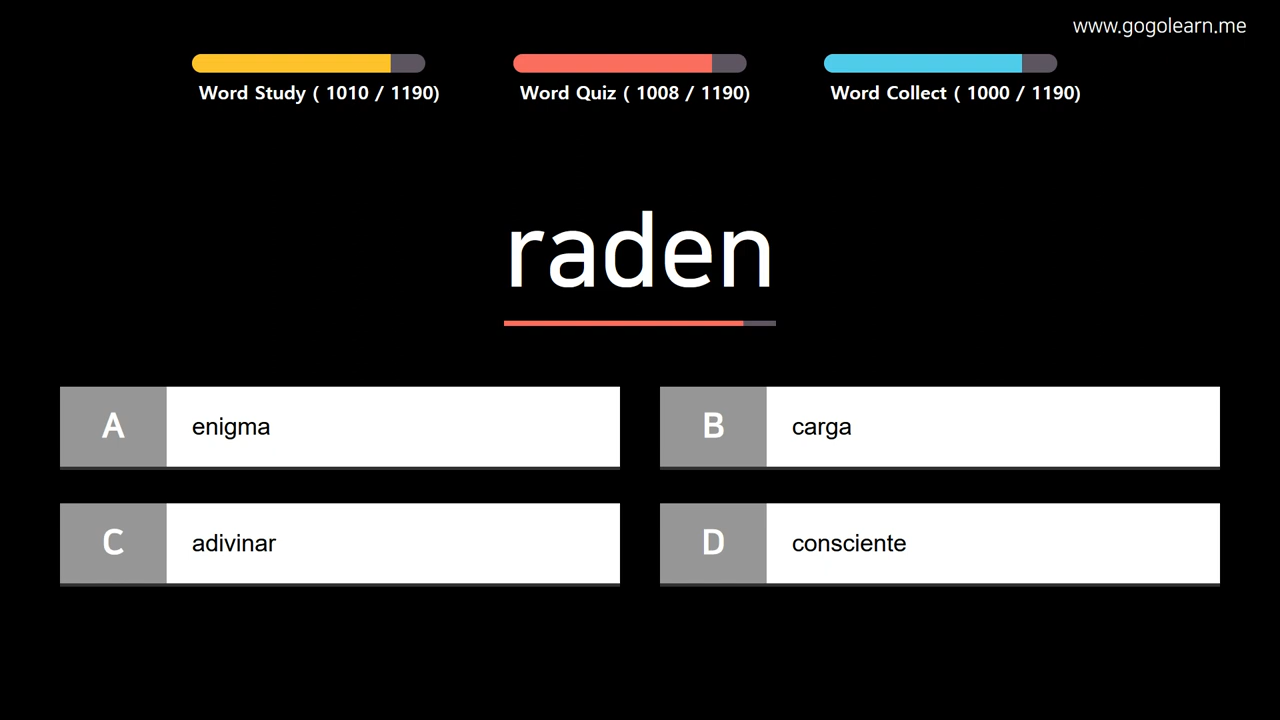 www.gogolearn.me
Word Study ( 1010 / 1190)
Word Quiz ( 1008 / 1190)
Word Collect ( 1000 / 1190)
raden
A enigma
B carga
C adivinar
D consciente